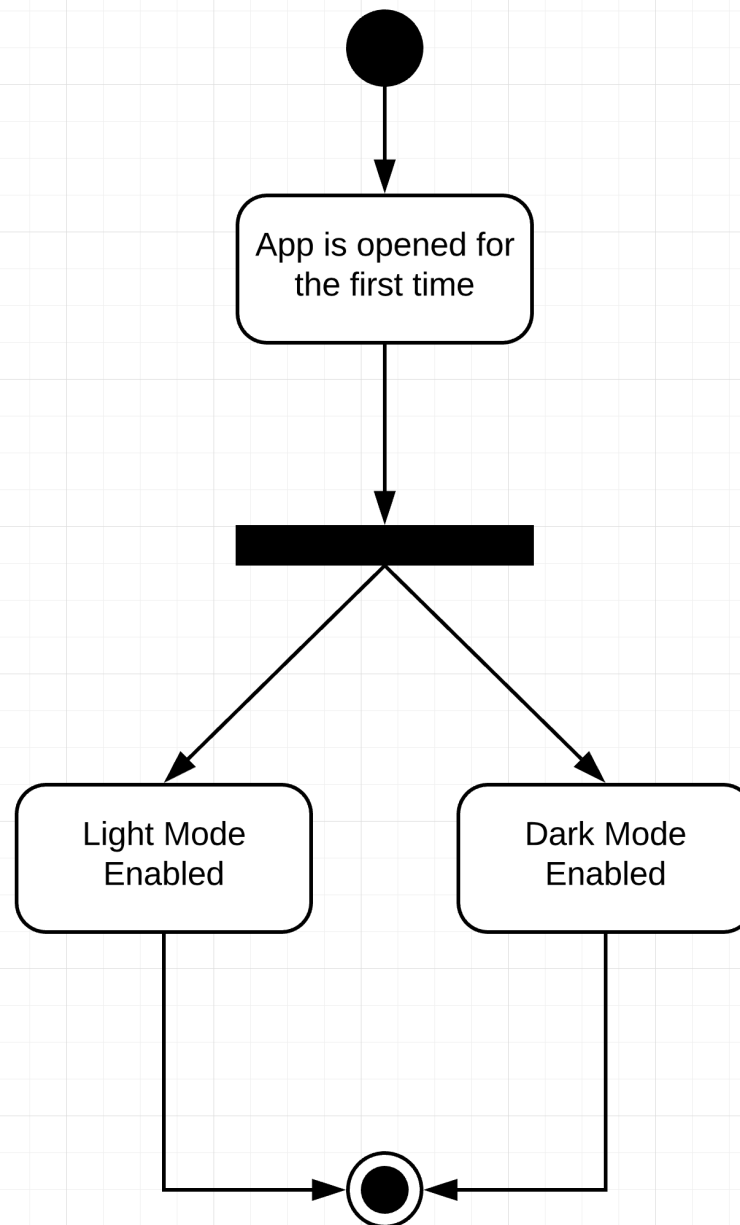 App is opened for
the first time
Light Mode
Enabled
Dark Mode
Enabled